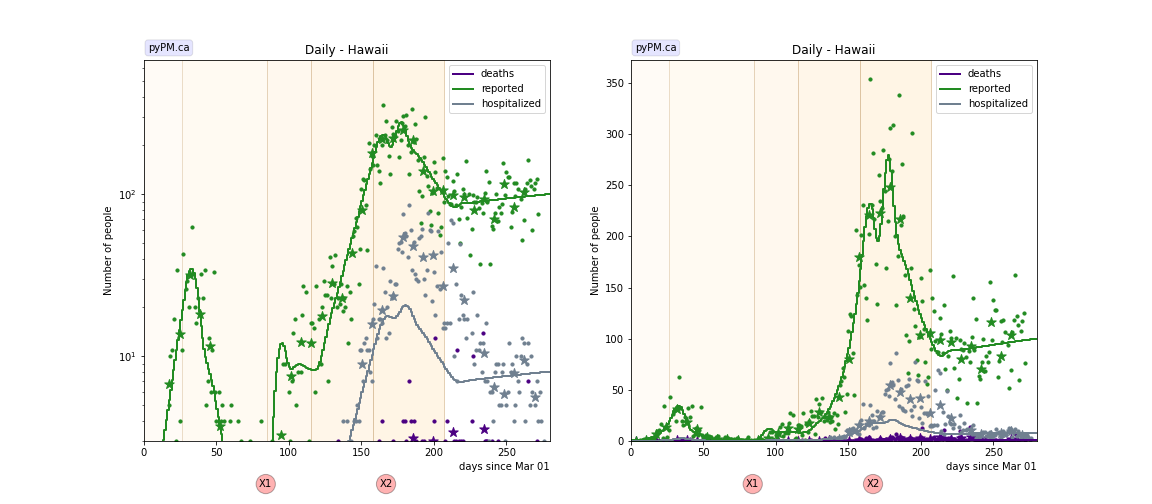 pyPM.ca
Daily - Hawaii
deaths
reported
hospitalized
Number of people
10²
10¹
0 50 100 150 200 250
days since Mar 01
X1 X2
pyPM.ca
Daily - Hawaii
deaths
reported
hospitalized
Number of people
350
300
250
200
150
100
50
0
0 50 100 150 200 250
days since Mar 01
X1 X2